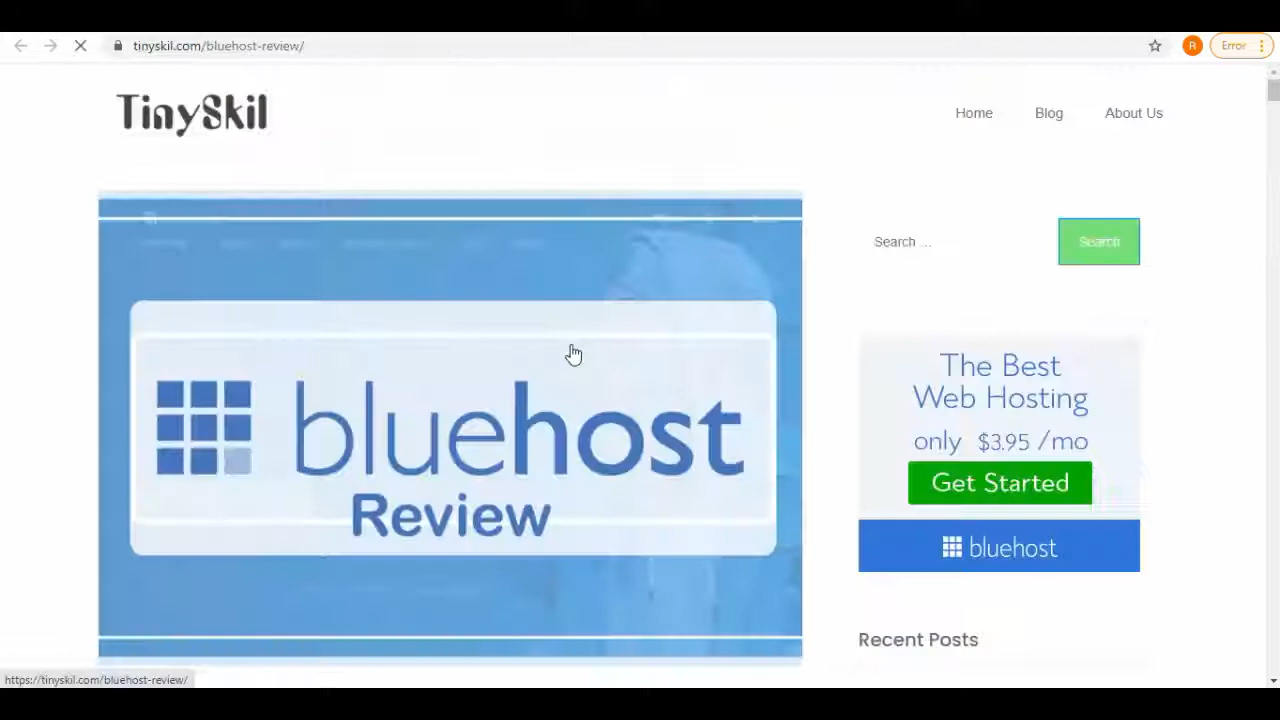 tinyskil.com/bluehost-review/
R
Error
TinySkil
Home Blog About Us
Search ...
Search
bluehost
Review
The Best
Web Hosting
only $3.95 /mo
Get Started
bluehost
Recent Posts
https://tinyskil.com/bluehost-review/